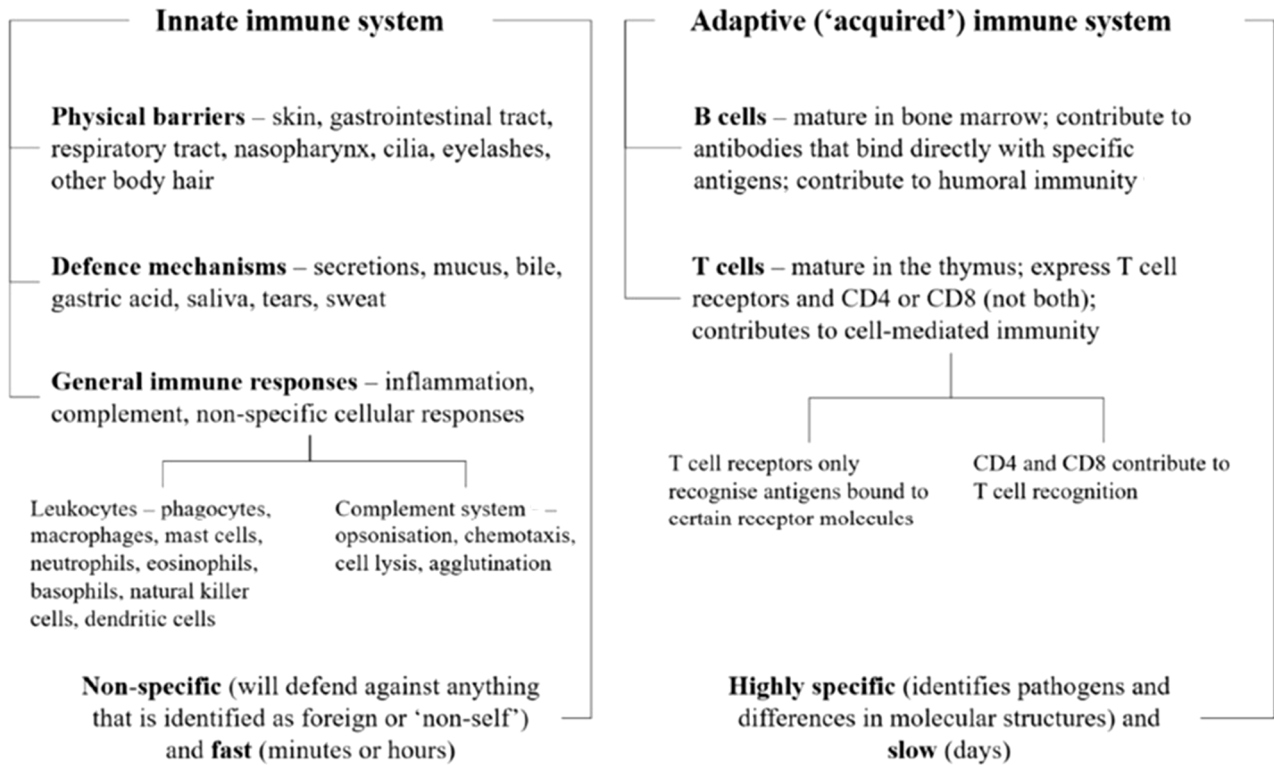 Innate immune system
Physical barriers – skin, gastrointestinal tract,
respiratory tract, nasopharynx, cilia, eyelashes,
other body hair
Defence mechanisms – secretions, mucus, bile,
gastric acid, saliva, tears, sweat
General immune responses – inflammation,
complement, non-specific cellular responses
Leukocytes – phagocytes,
macrophages, mast cells,
neutrophils, eosinophils,
basophils, natural killer
cells, dendritic cells
Complement system –
opsonisation, chemotaxis,
cell lysis, agglutination
Non-specific (will defend against anything
that is identified as foreign or ‘non-self’)
and fast (minutes or hours)
Adaptive (‘acquired’) immune system
B cells – mature in bone marrow; contribute to
antibodies that bind directly with specific
antigens; contribute to humoral immunity
T cells – mature in the thymus; express T cell
receptors and CD4 or CD8 (not both);
contributes to cell-mediated immunity
T cell receptors only
recognise antigens bound to
certain receptor molecules
CD4 and CD8 contribute to
T cell recognition
Highly specific (identifies pathogens and
differences in molecular structures) and
slow (days)